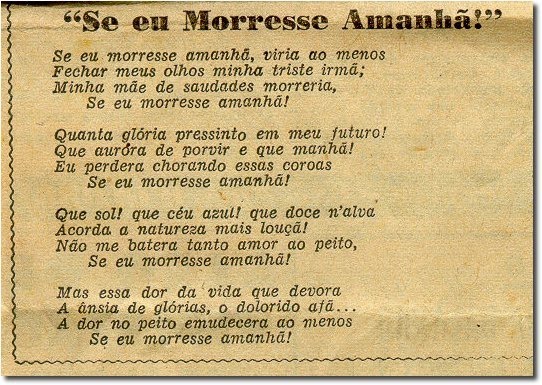 “Se eu Morresse Amanhã!”
Se eu morresse amanhã, viria ao menos
Fechar meus olhos minha triste irmã;
Minha mãe de saudades morreria,
Se eu morresse amanhã!
Quanta glória pressinto em meu futuro!
Que aurora de porvir e que manhã!
Eu perdera chorando essas coroas
Se eu morresse amanhã!
Que sol! que céu azul! que doce n'alva
Acorda a natureza mais louçã!
Não me batera tanto amor ao peito,
Se eu morresse amanhã!
Mas essa dor da vida que devora
A ânsia de glórias, o dolorido afã...
A dor no peito emudecera ao menos
Se eu morresse amanhã!